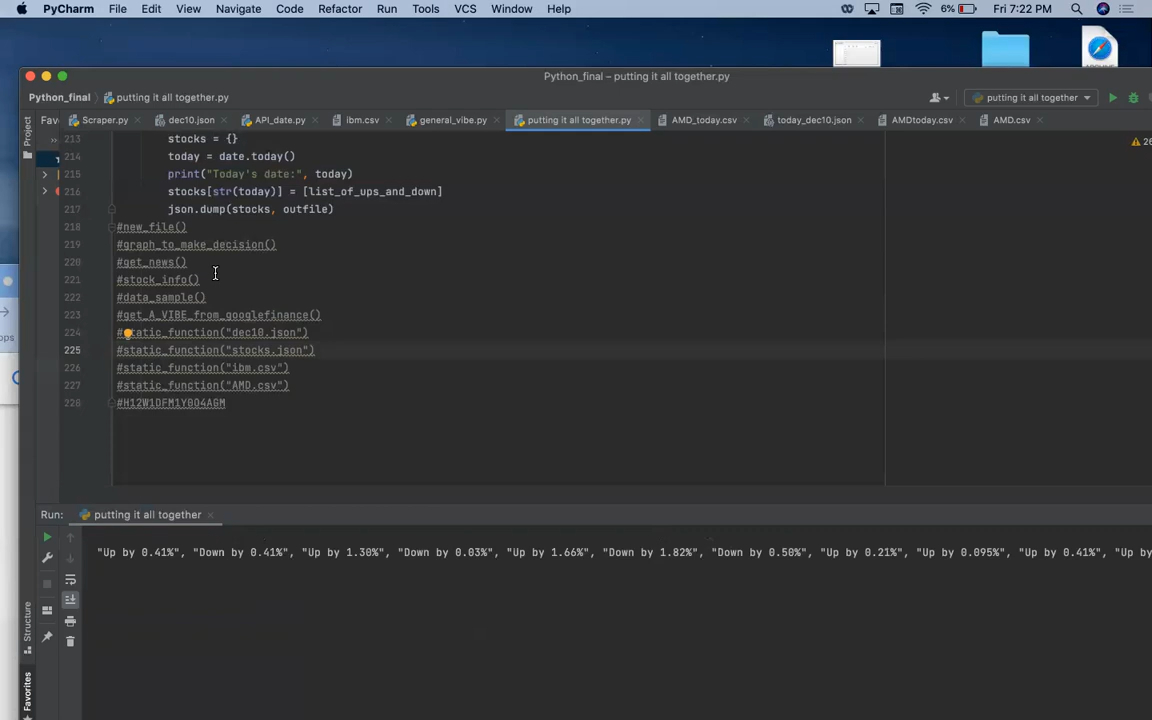 PyCharm File Edit View Navigate Code Refactor Run Tools VCS Window Help 6% Fri 7:22 PM
Python_final – putting it all together.py
Python_final putting it all together.py putting it all together
Project
Fav Scraper.py dec10.json API_date.py ibm.csv general_vibe.py putting it all together.py AMD_today.csv today_dec10.json AMDtoday.csv AMD.csv
213 stocks = {}
214 today = date.today()
215 print("Today's date:", today)
216 stocks[str(today)] = [list_of_ups_and_down]
217 json.dump(stocks, outfile)
218 #new_file()
219 #graph_to_make_decision()
220 #get_news()
221 #stock_info()
222 #data_sample()
223 #get_A_VIBE_from_googlefinance()
224 #static_function("dec10.json")
225 #static_function("stocks.json")
226 #static_function("ibm.csv")
227 #static_function("AMD.csv")
228
Run: putting it all together
"Up by 0.41%", "Down by 0.41%", "Up by 1.30%", "Down by 0.03%", "Up by 1.66%", "Down by 1.82%", "Down by 0.50%", "Up by 0.21%", "Up by 0.095%", "Up by 0.41%", "Up by
Structure
Favorites